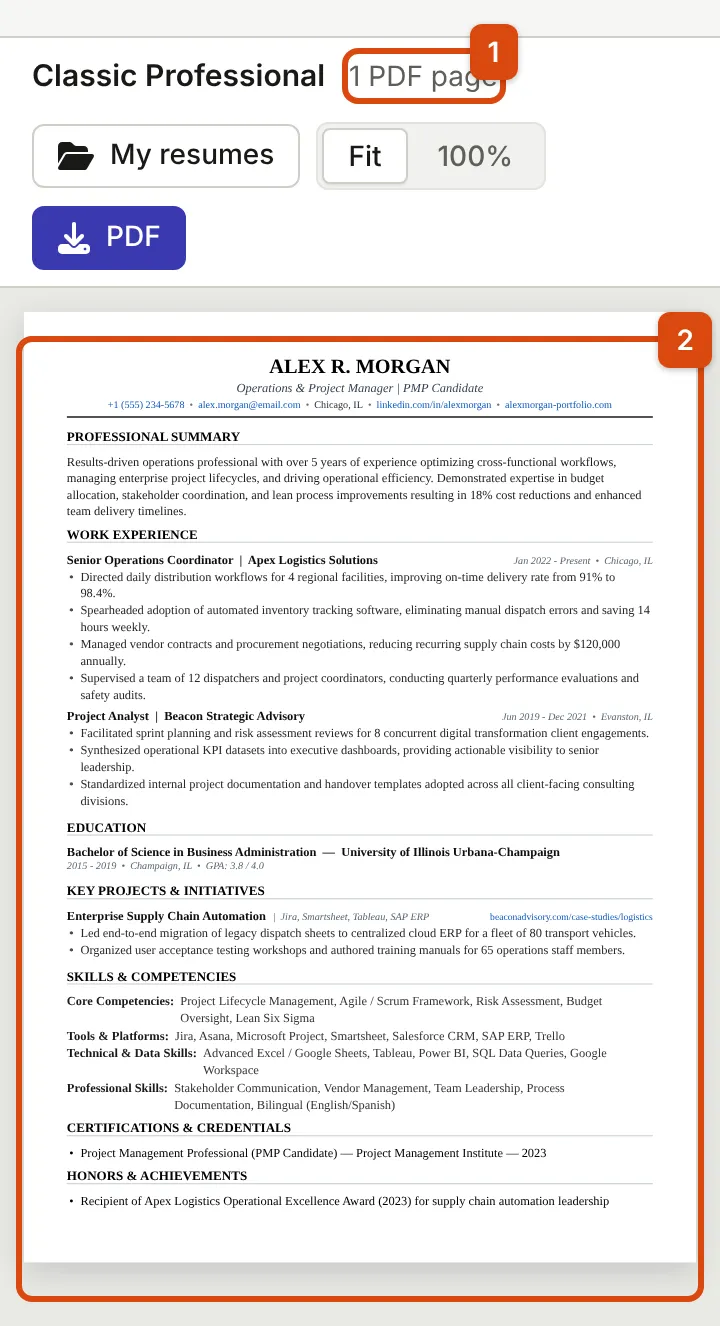 Classic Professional
1 PDF page
1
My resumes
Fit
100%
PDF
2
ALEX R. MORGAN
Operations & Project Manager | PMP Candidate
+1 (555) 234-5678 • alex.morgan@email.com • Chicago, IL • linkedin.com/in/alexmorgan • alexmorgan-portfolio.com
PROFESSIONAL SUMMARY
Results-driven operations professional with over 5 years of experience optimizing cross-functional workflows,
managing enterprise project lifecycles, and driving operational efficiency. Demonstrated expertise in budget
allocation, stakeholder coordination, and lean process improvements resulting in 18% cost reductions and enhanced
team delivery timelines.
WORK EXPERIENCE
Senior Operations Coordinator | Apex Logistics Solutions Jan 2022 - Present • Chicago, IL
• Directed daily distribution workflows for 4 regional facilities, improving on-time delivery rate from 91% to
98.4%.
• Spearheaded adoption of automated inventory tracking software, eliminating manual dispatch errors and saving 14
hours weekly.
• Managed vendor contracts and procurement negotiations, reducing recurring supply chain costs by $120,000
annually.
• Supervised a team of 12 dispatchers and project coordinators, conducting quarterly performance evaluations and
safety audits.
Project Analyst | Beacon Strategic Advisory Jun 2019 - Dec 2021 • Evanston, IL
• Facilitated sprint planning and risk assessment reviews for 8 concurrent digital transformation client engagements.
• Synthesized operational KPI datasets into executive dashboards, providing actionable visibility to senior
leadership.
• Standardized internal project documentation and handover templates adopted across all client-facing consulting
divisions.
EDUCATION
Bachelor of Science in Business Administration — University of Illinois Urbana-Champaign
2015 - 2019 • Champaign, IL • GPA: 3.8 / 4.0
KEY PROJECTS & INITIATIVES
Enterprise Supply Chain Automation | Jira, Smartsheet, Tableau, SAP ERP beaconadvisory.com/case-studies/logistics
• Led end-to-end migration of legacy dispatch sheets to centralized cloud ERP for a fleet of 80 transport vehicles.
• Organized user acceptance testing workshops and authored training manuals for 65 operations staff members.
SKILLS & COMPETENCIES
Core Competencies: Project Lifecycle Management, Agile / Scrum Framework, Risk Assessment, Budget
Oversight, Lean Six Sigma
Tools & Platforms: Jira, Asana, Microsoft Project, Smartsheet, Salesforce CRM, SAP ERP, Trello
Technical & Data Skills: Advanced Excel / Google Sheets, Tableau, Power BI, SQL Data Queries, Google
Workspace
Professional Skills: Stakeholder Communication, Vendor Management, Team Leadership, Process
Documentation, Bilingual (English/Spanish)
CERTIFICATIONS & CREDENTIALS
• Project Management Professional (PMP Candidate) — Project Management Institute — 2023
HONORS & ACHIEVEMENTS
• Recipient of Apex Logistics Operational Excellence Award (2023) for supply chain automation leadership